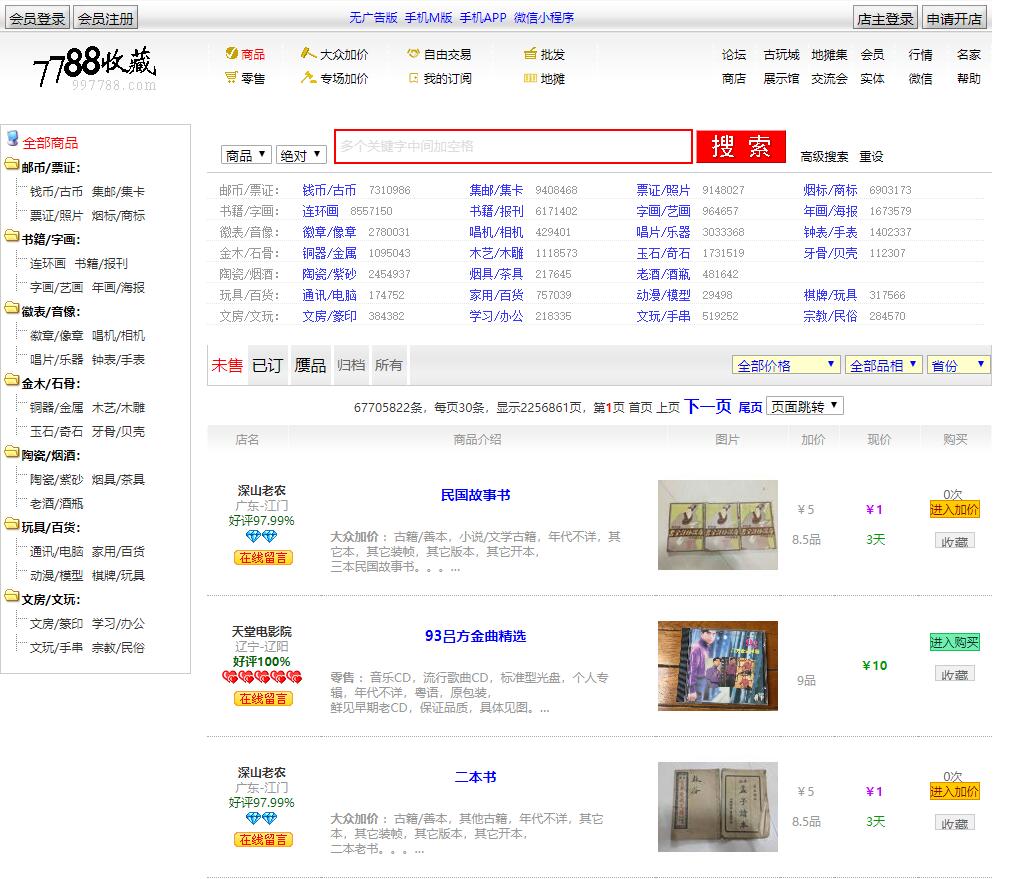 会员登录 会员注册 无广告版 手机M版 手机APP 微信小程序 店主登录 申请开店
7788收藏
997788.com
商品 大众加价 自由交易 批发 论坛 古玩城 地摊集 会员 行情 名家
零售 专场加价 我的订阅 地摊 商店 展示馆 交流会 实体 微信 帮助
全部商品
邮币/票证:
钱币/古币 集邮/集卡
票证/照片 烟标/商标
书籍/字画:
连环画 书籍/报刊
字画/艺画 年画/海报
徽章/音像:
徽章/像章 唱机/相机
唱片/乐器 钟表/手表
金木/石骨:
铜器/金属 木艺/木雕
玉石/奇石 牙骨/贝壳
陶瓷/烟酒:
陶瓷/紫砂 烟具/茶具
老酒/酒瓶
玩具/百货:
通讯/电脑 家用/百货
动漫/模型 棋牌/玩具
文房/文玩:
文房/篆印 学习/办公
文玩/手串 宗教/民俗
商品 ▼ 绝对 ▼ 多个关键字中间加空格 搜 索 高级搜索 重设
邮币/票证: 钱币/古币 7310986 集邮/集卡 9408468 票证/照片 9148027 烟标/商标 6903173
书籍/字画: 连环画 8557150 书籍/报刊 6171402 字画/艺画 964657 年画/海报 1673579
徽章/音像: 徽章/像章 2780031 唱机/相机 429401 唱片/乐器 3033368 钟表/手表 1402337
金木/石骨: 铜器/金属 1095043 木艺/木雕 1118573 玉石/奇石 1731519 牙骨/贝壳 112307
陶瓷/烟酒: 陶瓷/紫砂 2454937 烟具/茶具 217645 老酒/酒瓶 481642
玩具/百货: 通讯/电脑 174752 家用/百货 757039 动漫/模型 29498 棋牌/玩具 317566
文房/文玩: 文房/篆印 384382 学习/办公 218335 文玩/手串 519252 宗教/民俗 284570
未售 已订 赝品 归档 所有 全部价格 ▼ 全部品相 ▼ 省份 ▼
67705822条，每页30条，显示2256861页，第1页 首页 上页 下一页 尾页 页面跳转 ▼
店名 商品介绍 图片 加价 现价 购买
深山老农
广东-江门
好评97.99%
在线留言
民国故事书
大众加价 ：古籍/善本，小说/文学古籍，年代不详，其
它本，其它装帧，其它版本，其它开本，
三本民国故事书。。。...
￥5 ￥1 0次
进入加价
8.5品 3天 收藏
天堂电影院
辽宁-辽阳
好评100%
在线留言
93吕方金曲精选
零售 ：音乐CD，流行歌曲CD，标准型光盘，个人专
辑，年代不详，粤语，原包装，
鲜见早期老CD，保证品质，具体见图。...
9品 ￥10 进入购买
收藏
深山老农
广东-江门
好评97.99%
在线留言
二本书
大众加价 ：古籍/善本，其他古籍，年代不详，其它
本，其它装帧，其它版本，其它开本，
二本老书。。。...
孟子读本
￥5 ￥1 0次
进入加价
8.5品 3天 收藏